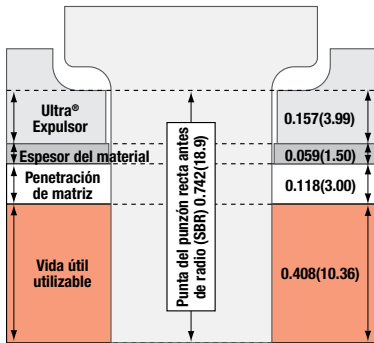 Ultra®
Expulsor
Espesor del material
Penetración
de matriz
Vida útil
utilizable
Punta del punzón recta antes
de radio (SBR) 0.742(18.9)
0.157(3.99)
0.059(1.50)
0.118(3.00)
0.408(10.36)